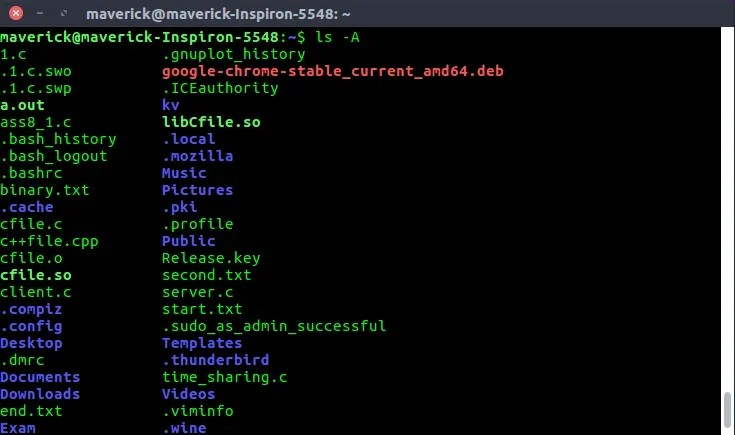 maverick@maverick-Inspiron-5548: ~
maverick@maverick-Inspiron-5548:~$ ls -A
1.c .gnuplot_history
.1.c.swo google-chrome-stable_current_amd64.deb
.1.c.swp .ICEauthority
a.out kv
ass8_1.c libCfile.so
.bash_history .local
.bash_logout .mozilla
.bashrc Music
binary.txt Pictures
.cache .pki
cfile.c .profile
c++file.cpp Public
cfile.o Release.key
cfile.so second.txt
client.c server.c
.compiz start.txt
.config .sudo_as_admin_successful
Desktop Templates
.dmrc .thunderbird
Documents time_sharing.c
Downloads Videos
end.txt .viminfo
Exam .wine